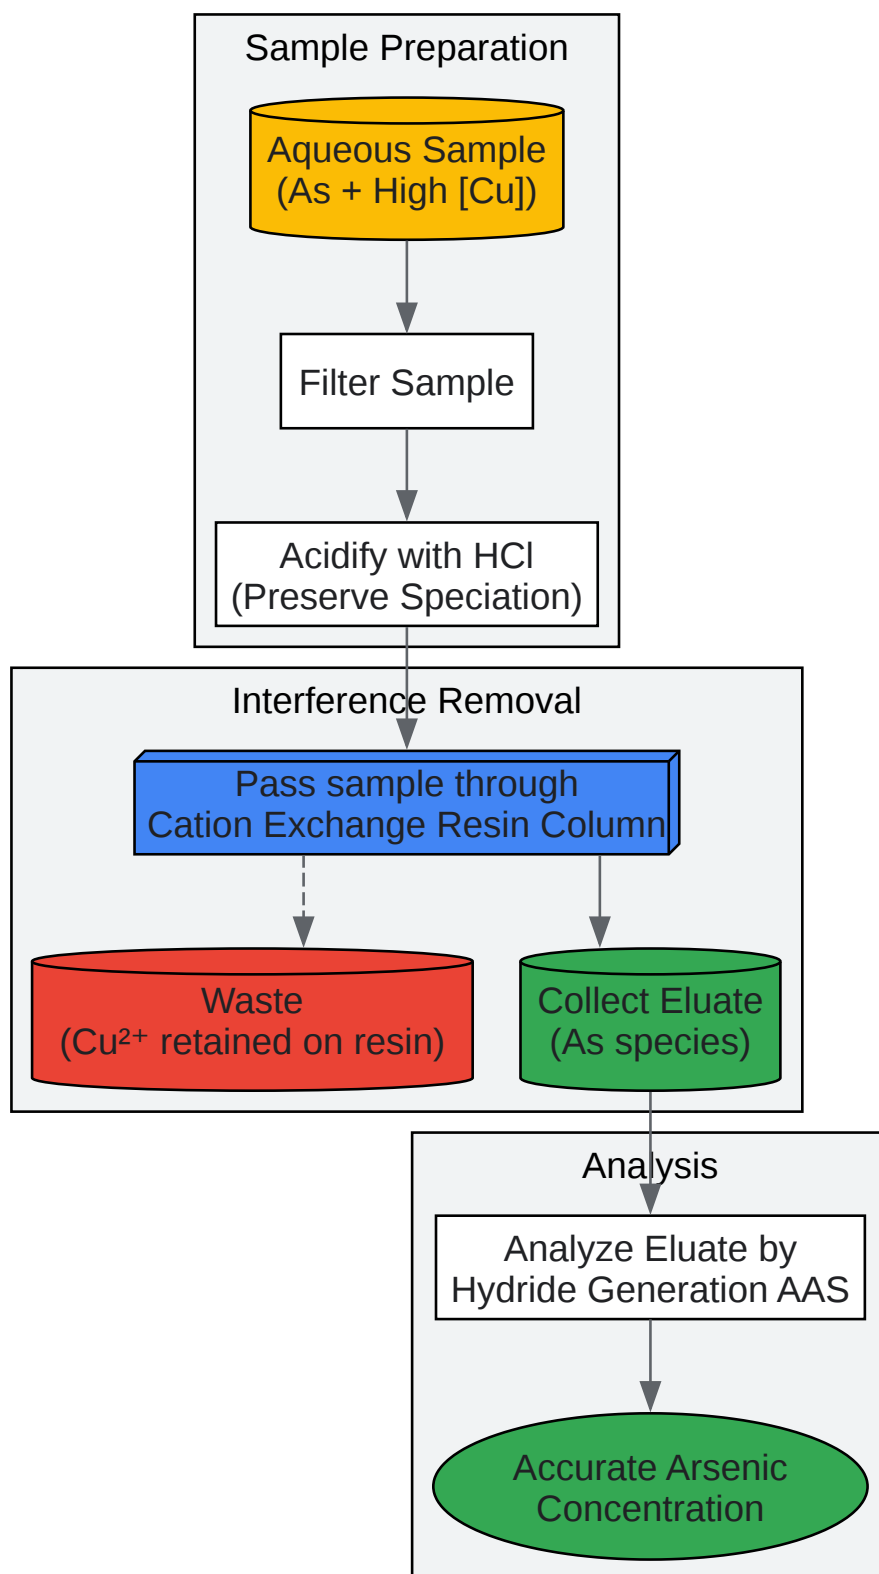 Sample Preparation
Aqueous Sample
(As + High [Cu])
Filter Sample
Acidify with HCl
(Preserve Speciation)
Interference Removal
Pass sample through
Cation Exchange Resin Column
Waste
(Cu²⁺ retained on resin)
Collect Eluate
(As species)
Analysis
Analyze Eluate by
Hydride Generation AAS
Accurate Arsenic
Concentration